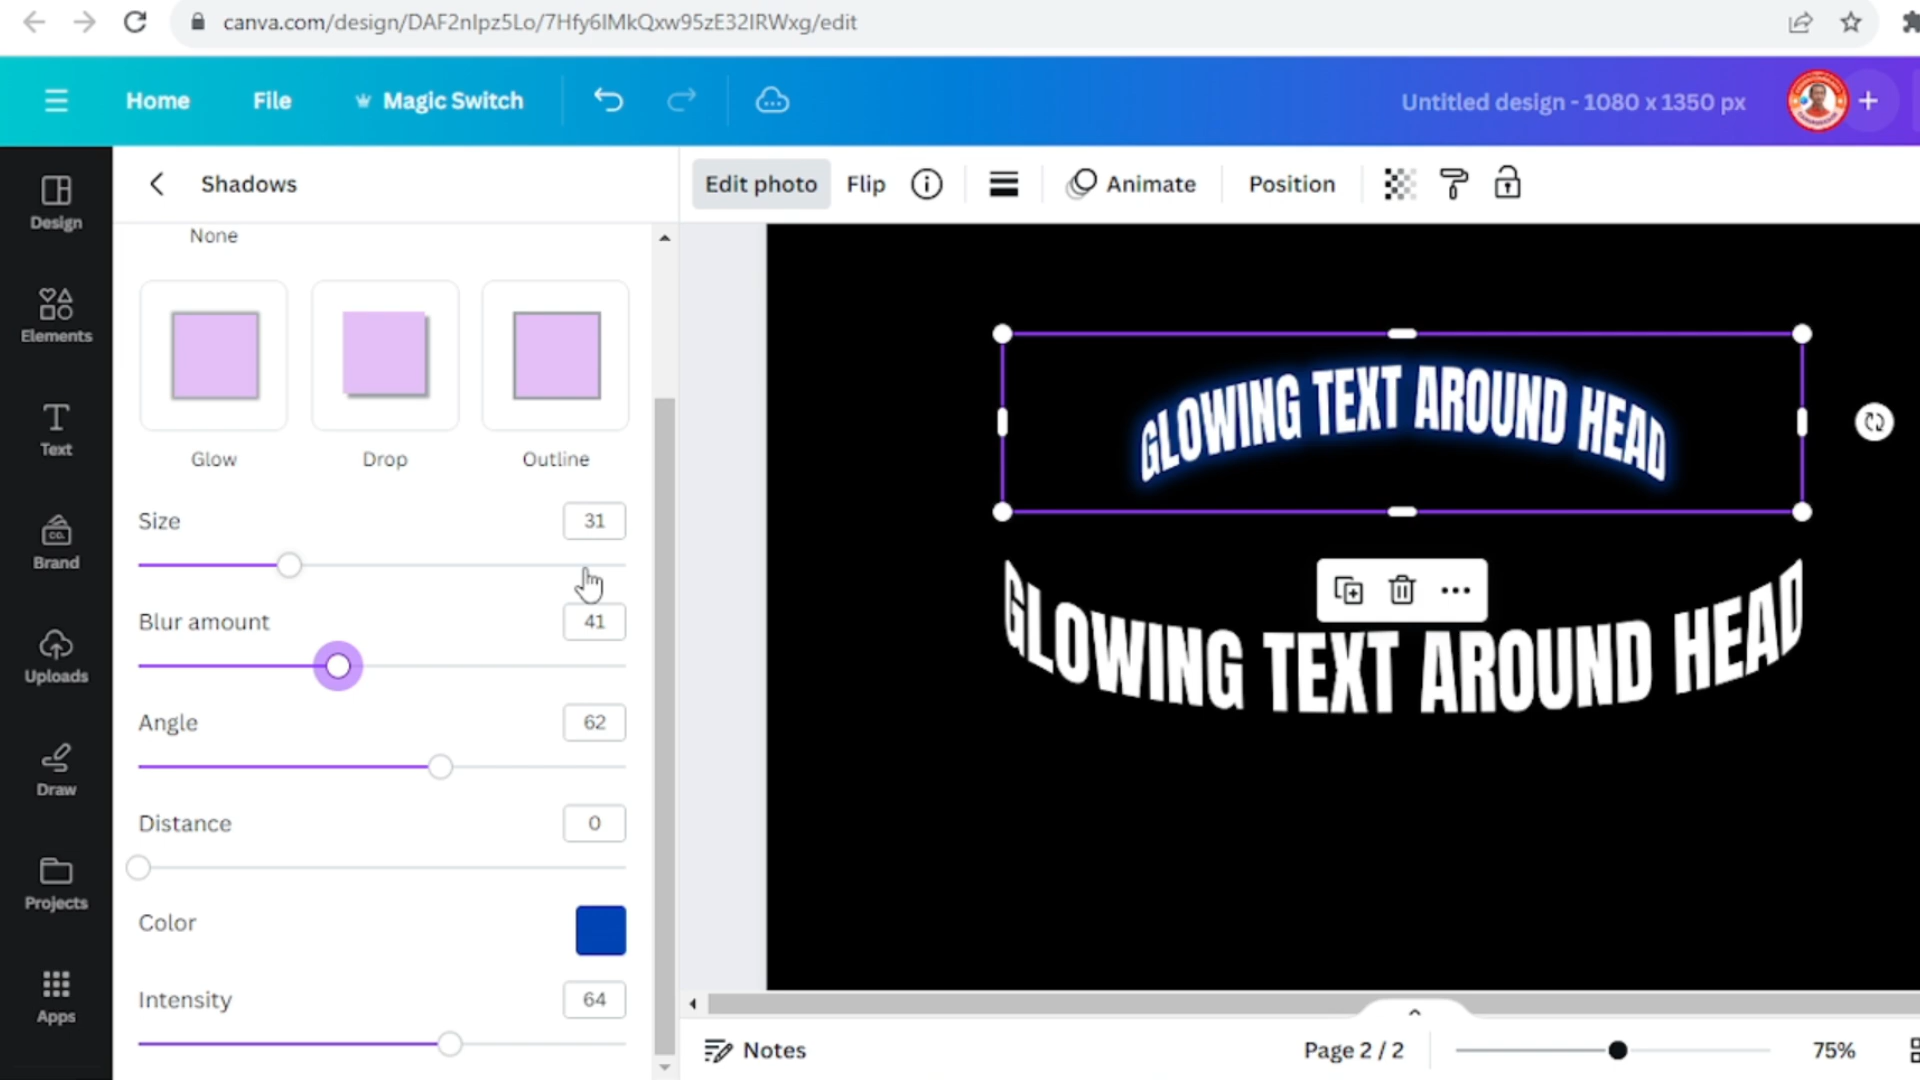 canva.com/design/DAF2nlpz5Lo/7Hfy6lMkQxw95zE32lRWxg/edit
Home
File
Magic Switch
Untitled design - 1080 x 1350 px
Design
Elements
Text
CO.
Brand
Uploads
Draw
Projects
Apps
Shadows
None
Glow
Drop
Outline
Size
31
Blur amount
41
Angle
62
Distance
0
Color
Intensity
64
Edit photo
Flip
Animate
Position
GLOWING TEXT AROUND HEAD
GLOWING TEXT AROUND HEAD
Notes
Page 2 / 2
75%